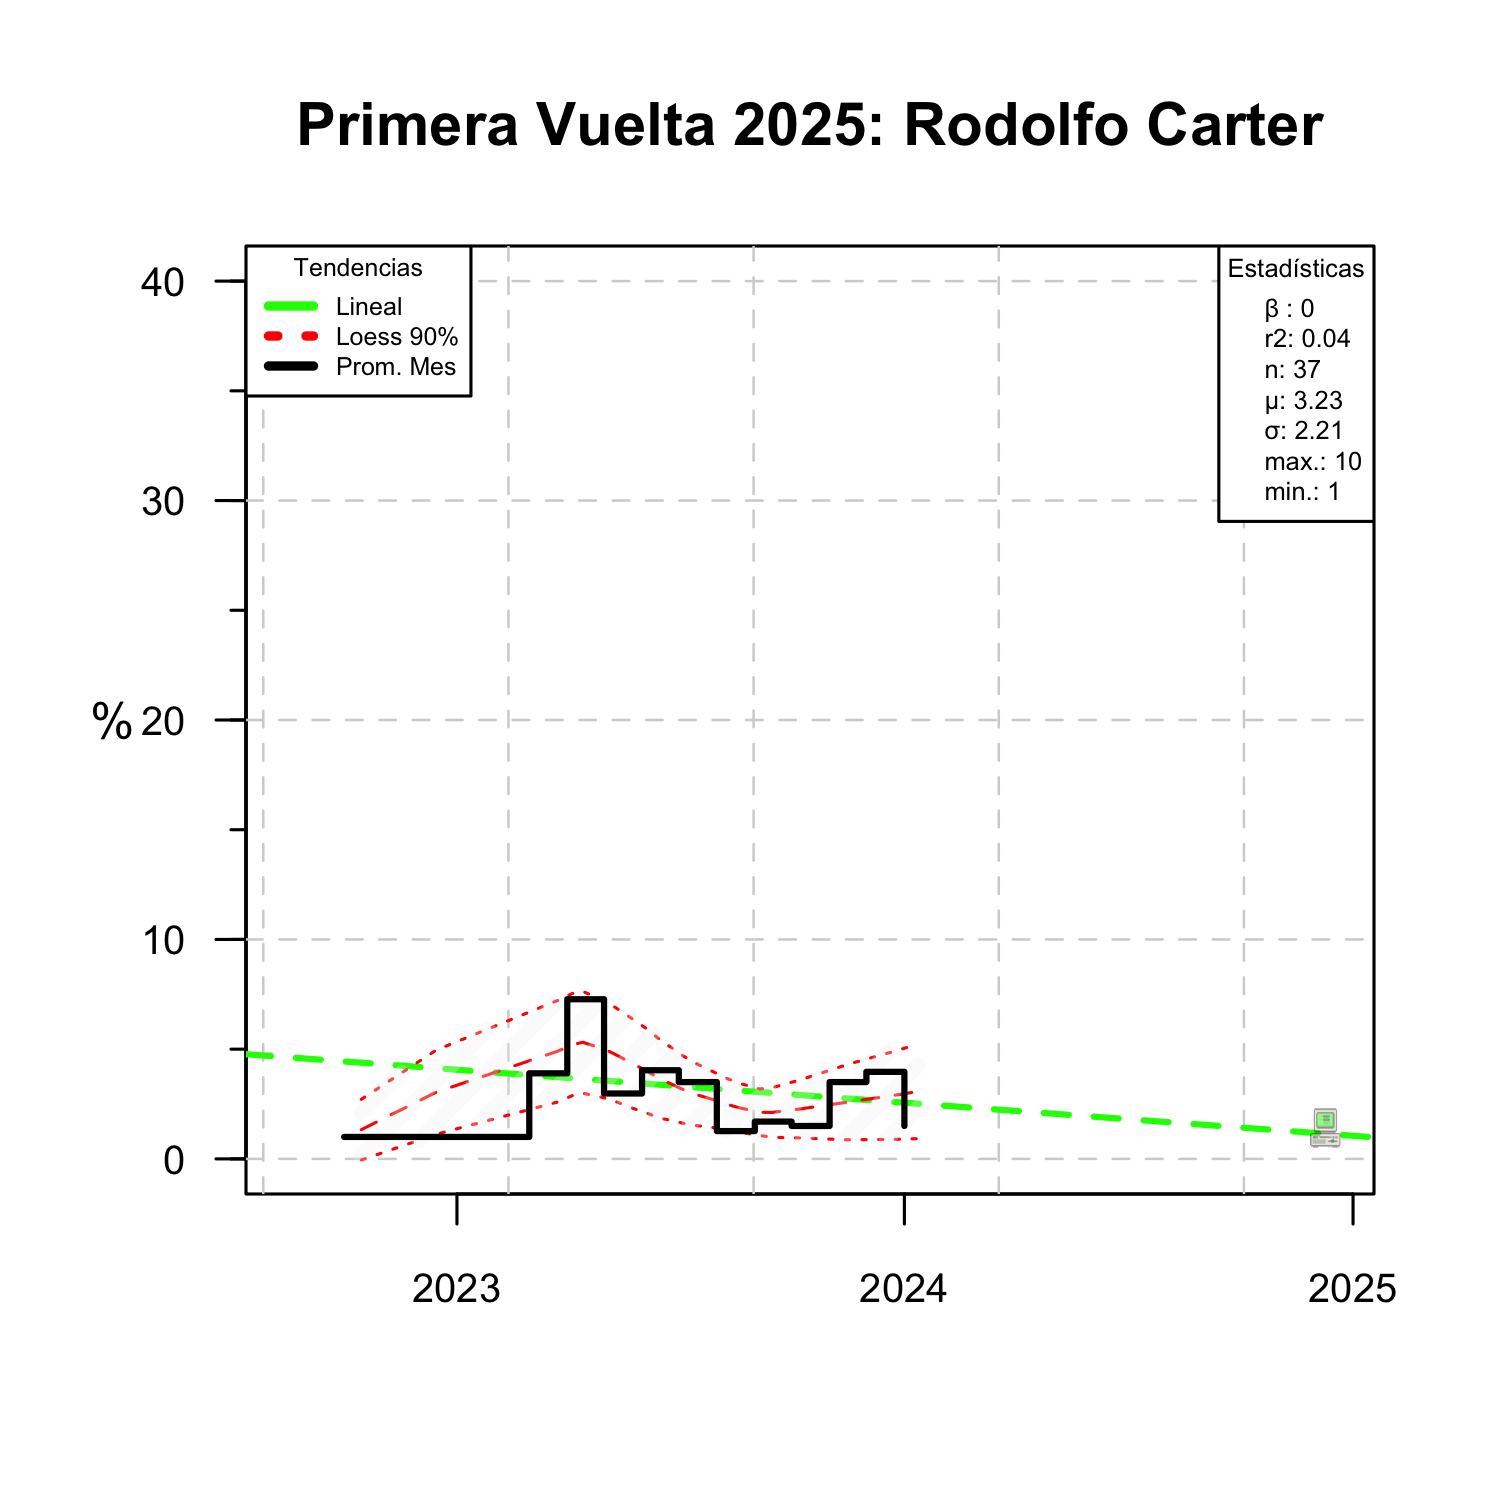 Primera Vuelta 2025: Rodolfo Carter
Tendencias
Lineal
Loess 90%
Prom. Mes
Estadísticas
β : 0
r2: 0.04
n: 37
μ: 3.23
σ: 2.21
max.: 10
min.: 1
40
30
% 20
10
0
2023 2024 2025